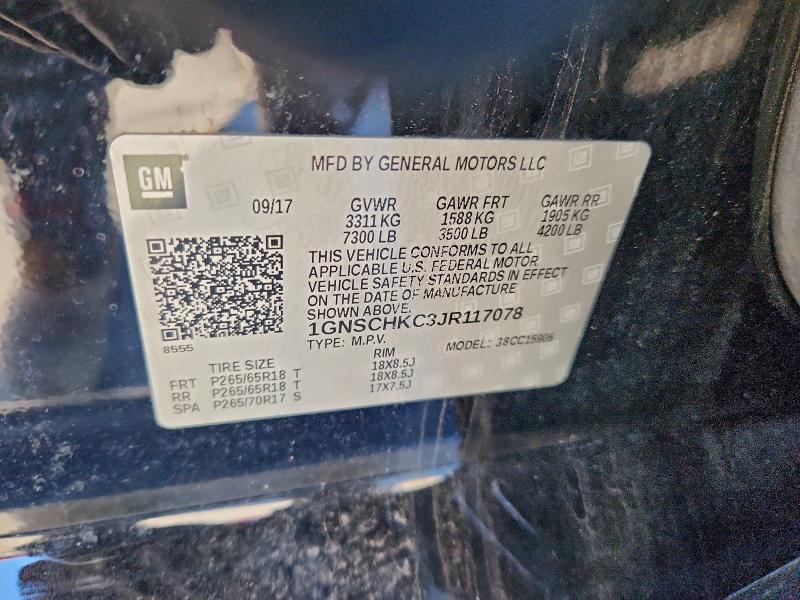 GM
MFD BY GENERAL MOTORS LLC
09/17 GVWR GAWR FRT GAWR RR
3311 KG 1588 KG 1905 KG
7300 LB 3500 LB 4200 LB
THIS VEHICLE CONFORMS TO ALL
APPLICABLE U.S. FEDERAL MOTOR
VEHICLE SAFETY STANDARDS IN EFFECT
ON THE DATE OF MANUFACTURE
SHOWN ABOVE.
1GNSCHKC3JR117078
8555
TYPE: M.P.V. MODEL: 38CC15906
TIRE SIZE RIM
FRT P265/65R18 T 18X8.5J
RR P265/65R18 T 18X8.5J
SPA P265/70R17 S 17X7.5J